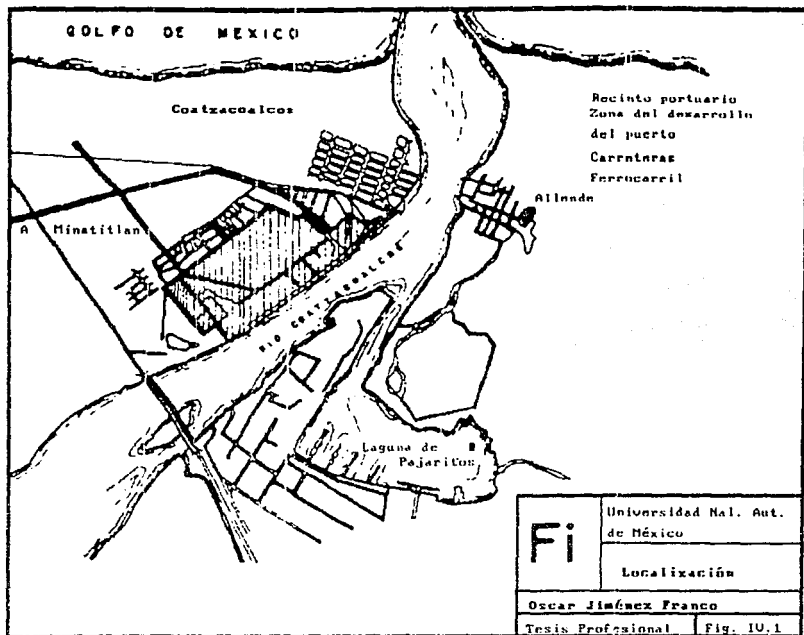 GOLFO DE MEXICO
Coatzacoalcos
Recinto portuario
Zona del desarrollo
del puerto
Carreteras
Ferrocarril
Allende
A Minatitlan
RIO COATZACOALCOS
Laguna de
Pajaritos
Fi
Universidad Nal. Aut.
de México
Localización
Oscar Jiménez Franco
Tesis Profesional
Fig. IV.1